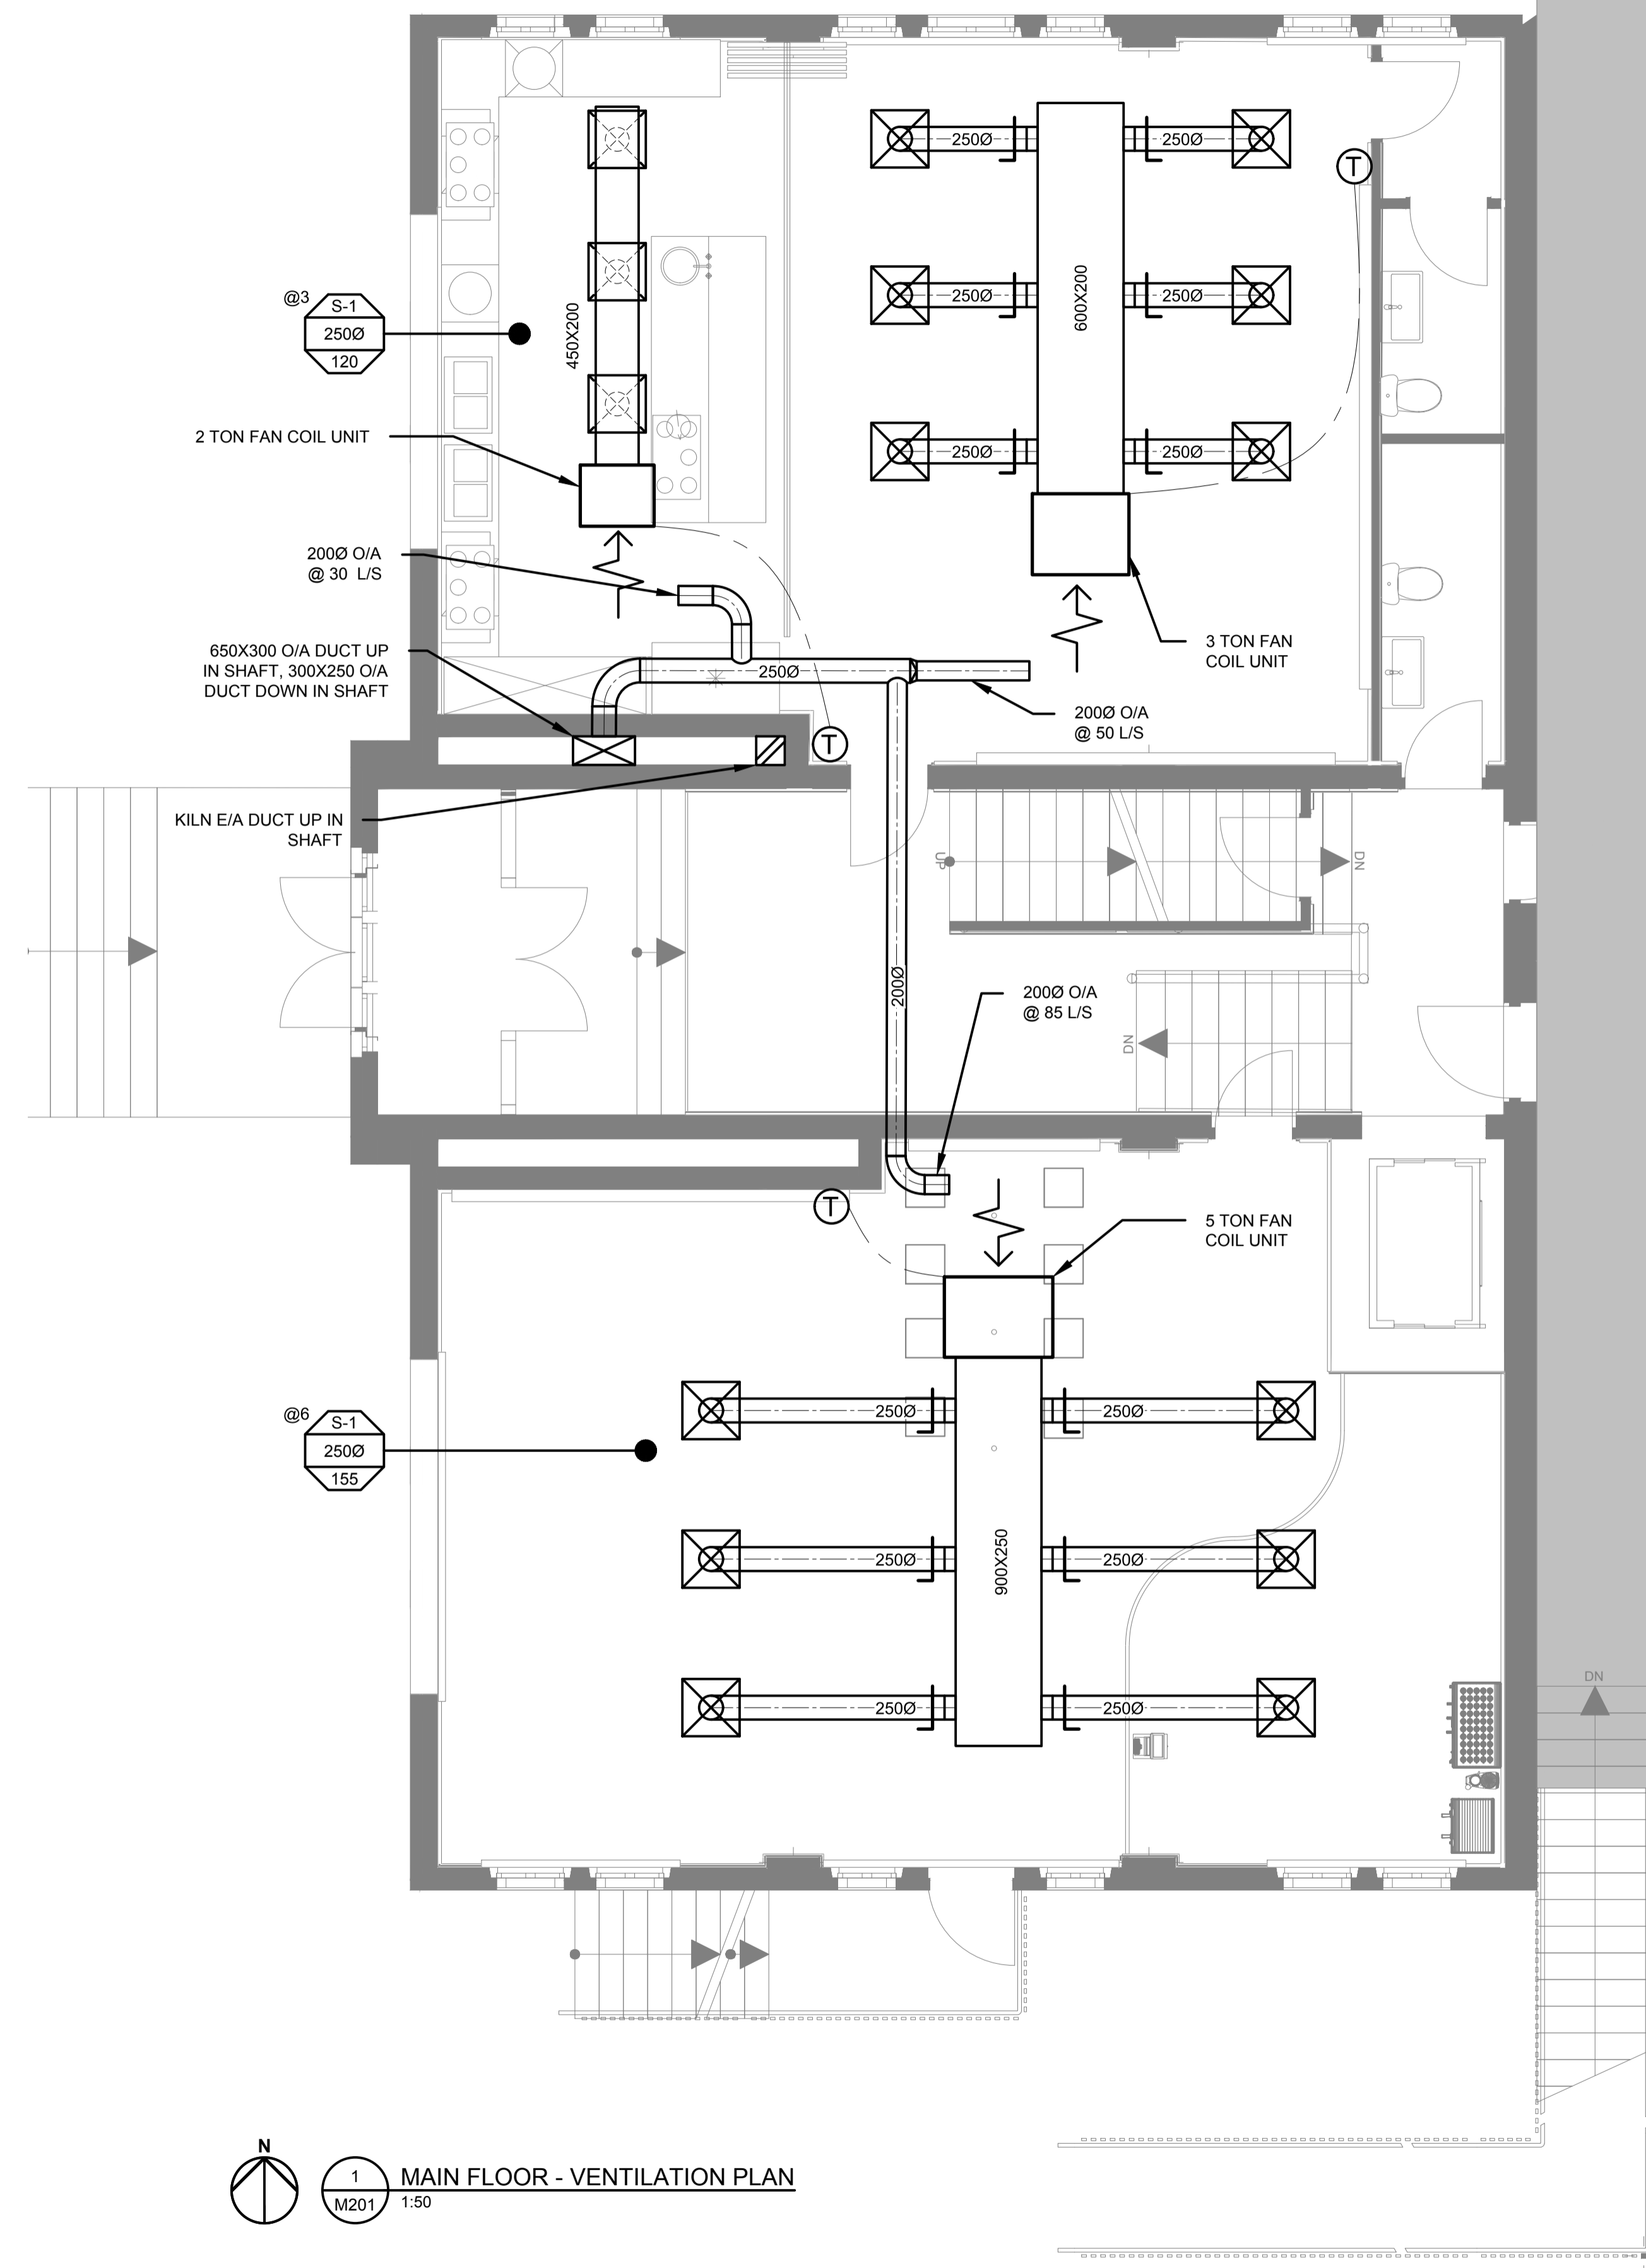 250Ø
250Ø
T
250Ø
250Ø
600X200
@3
S-1
250Ø
120
450X200
2 TON FAN COIL UNIT
250Ø
250Ø
200Ø O/A
@ 30 L/S
650X300 O/A DUCT UP
IN SHAFT, 300X250 O/A
DUCT DOWN IN SHAFT
250Ø
3 TON FAN
COIL UNIT
200Ø O/A
@ 50 L/S
T
KILN E/A DUCT UP IN
SHAFT
UP
DN
200Ø
200Ø O/A
@ 85 L/S
DN
T
5 TON FAN
COIL UNIT
@6
S-1
250Ø
155
250Ø
250Ø
900X250
250Ø
250Ø
250Ø
250Ø
DN
N
1
M201
MAIN FLOOR - VENTILATION PLAN
1:50